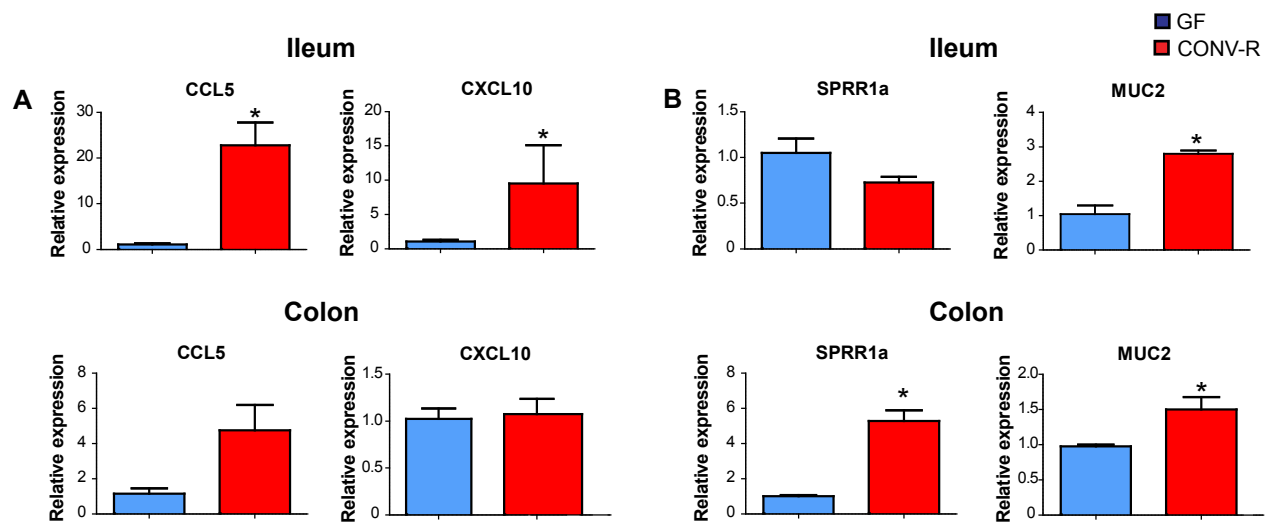 GF
CONV-R
Ileum
Ileum
A
CCL5
CXCL10
B
SPRR1a
MUC2
Relative expression
30
20
10
0
*
Relative expression
20
15
10
5
0
*
Relative expression
1.5
1.0
0.5
0.0
Relative expression
4
3
2
1
0
*
Colon
Colon
CCL5
CXCL10
SPRR1a
MUC2
Relative expression
8
6
4
2
0
Relative expression
1.5
1.0
0.5
0.0
Relative expression
8
6
4
2
0
*
Relative expression
2.0
1.5
1.0
0.5
0.0
*